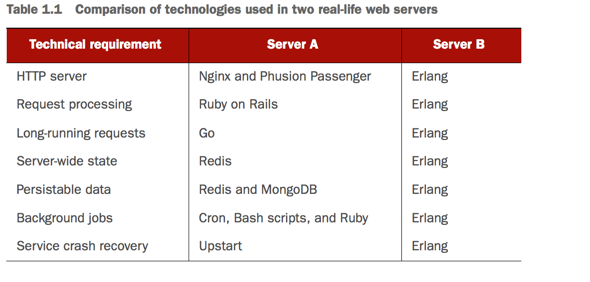 Table 1.1 Comparison of technologies used in two real-life web servers
Technical requirement Server A Server B
HTTP server Nginx and Phusion Passenger Erlang
Request processing Ruby on Rails Erlang
Long-running requests Go Erlang
Server-wide state Redis Erlang
Persistable data Redis and MongoDB Erlang
Background jobs Cron, Bash scripts, and Ruby Erlang
Service crash recovery Upstart Erlang